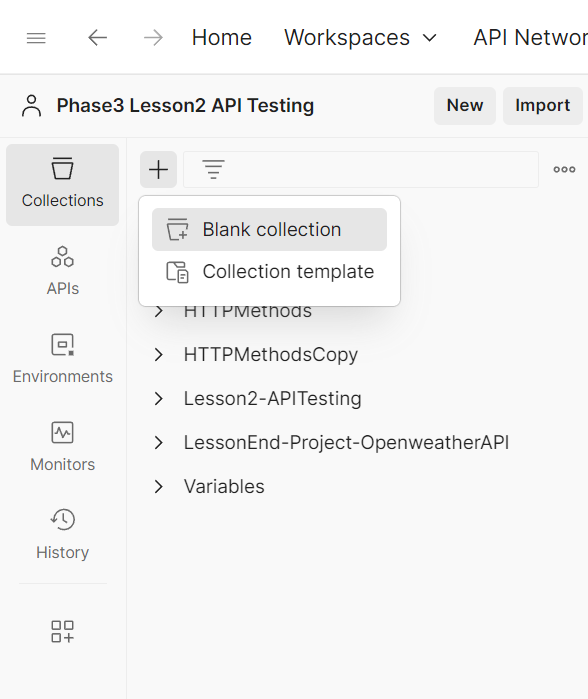 Home Workspaces API Networ
Phase3 Lesson2 API Testing New Import
Collections
APIs
Environments
Monitors
History
Blank collection
Collection template
HTTPMethods
HTTPMethodsCopy
Lesson2-APITesting
LessonEnd-Project-OpenweatherAPI
Variables